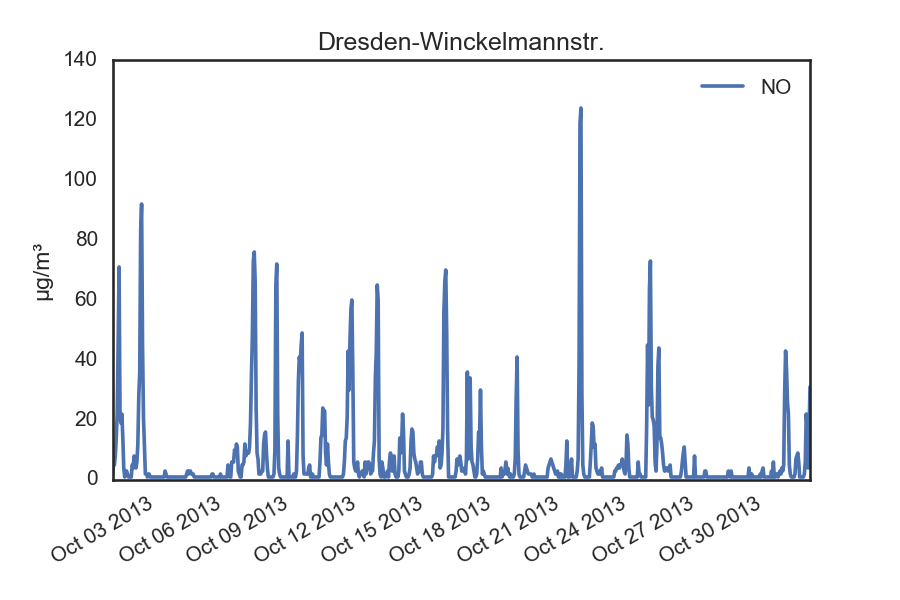 Dresden-Winckelmannstr.
140
120
100
80
60
40
20
0
µg/m³
NO
Oct 03 2013
Oct 06 2013
Oct 09 2013
Oct 12 2013
Oct 15 2013
Oct 18 2013
Oct 21 2013
Oct 24 2013
Oct 27 2013
Oct 30 2013